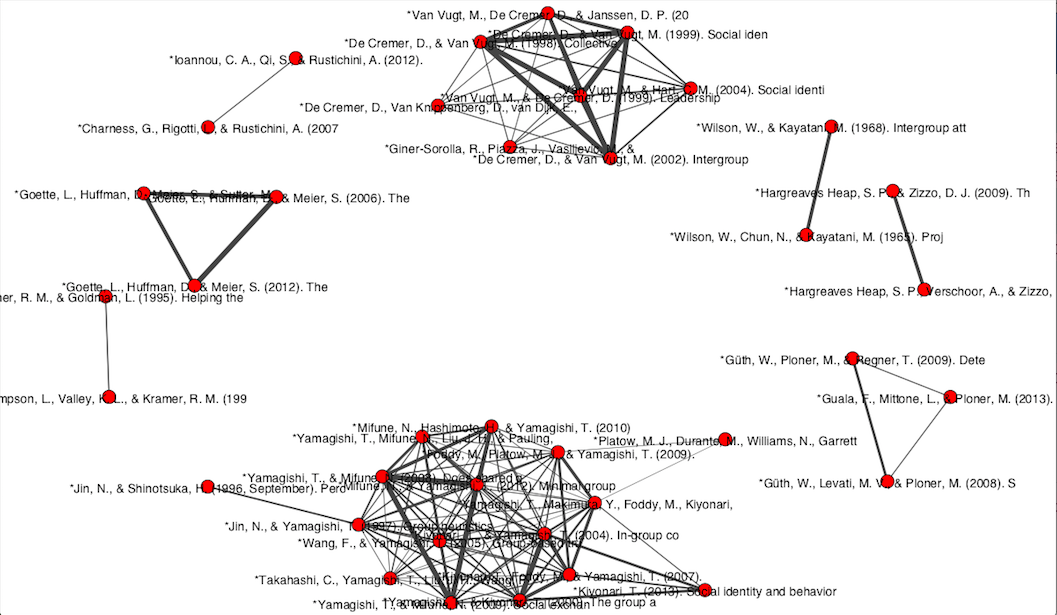 *Van Vugt, M., De Cremer, D., & Janssen, D. P. (20
*De Cremer, D., & Van Vugt, M. (1999). Social iden
*De Cremer, D., & Van Vugt, M. (1998). Collective
*Ioannou, C. A., Qi, S., & Rustichini, A. (2012).
*Van Vugt, M., & Hart, C. M. (2004). Social identi
*Van Vugt, M., & De Cremer, D. (1999). Leadership
*De Cremer, D., Van Knippenberg, D., van Dijk, E.,
*Charness, G., Rigotti, L., & Rustichini, A. (2007
*Wilson, W., & Kayatani, M. (1968). Intergroup att
*Giner-Sorolla, R., Piazza, J., Vasiljevic, M., &
*De Cremer, D., & Van Vugt, M. (2002). Intergroup
*Goette, L., Huffman, D., Meier, S., & Sutter, M.
*Goette, L., Huffman, D., & Meier, S. (2006). The
*Hargreaves Heap, S. P., & Zizzo, D. J. (2009). Th
*Wilson, W., Chun, N., & Kayatani, M. (1965). Proj
*Goette, L., Huffman, D., & Meier, S. (2012). The
er, R. M., & Goldman, L. (1995). Helping the
*Hargreaves Heap, S. P., Verschoor, A., & Zizzo,
*Güth, W., Ploner, M., & Regner, T. (2009). Dete
mpson, L., Valley, K. L., & Kramer, R. M. (199
*Guala, F., Mittone, L., & Ploner, M. (2013).
*Mifune, N., Hashimoto, H., & Yamagishi, T. (2010)
*Yamagishi, T., Mifune, N., Liu, J. H., & Pauling,
*Platow, M. J., Durante, M., Williams, N., Garrett
*Foddy, M., Platow, M. J., & Yamagishi, T. (2009).
*Yamagishi, T., & Mifune, N. (2008). Does shared
*Güth, W., Levati, M. V., & Ploner, M. (2008). S
*Jin, N., & Shinotsuka, H. (1996, September). Perc
Mifune, N., & Yamagishi, T. (2012). Minimal group
*Yamagishi, T., Makimura, Y., Foddy, M., Kiyonari,
*Jin, N., & Yamagishi, T. (1997). Group heuristics
& Yamagishi, T. (2004). In-group co
*Wang, F., & Yamagishi, T. (2005). Group-based tr
*Takahashi, C., Yamagishi, T., Liu, J. H., Wang,
*Kiyonari, T., Foddy, M., & Yamagishi, T. (2007).
*Kiyonari, T. (2013). Social identity and behavior
*Yamagishi, T., & Mifune, N. (2009). Social exchan
*Yamagishi, T., & Kiyonari, T. (2000). The group a